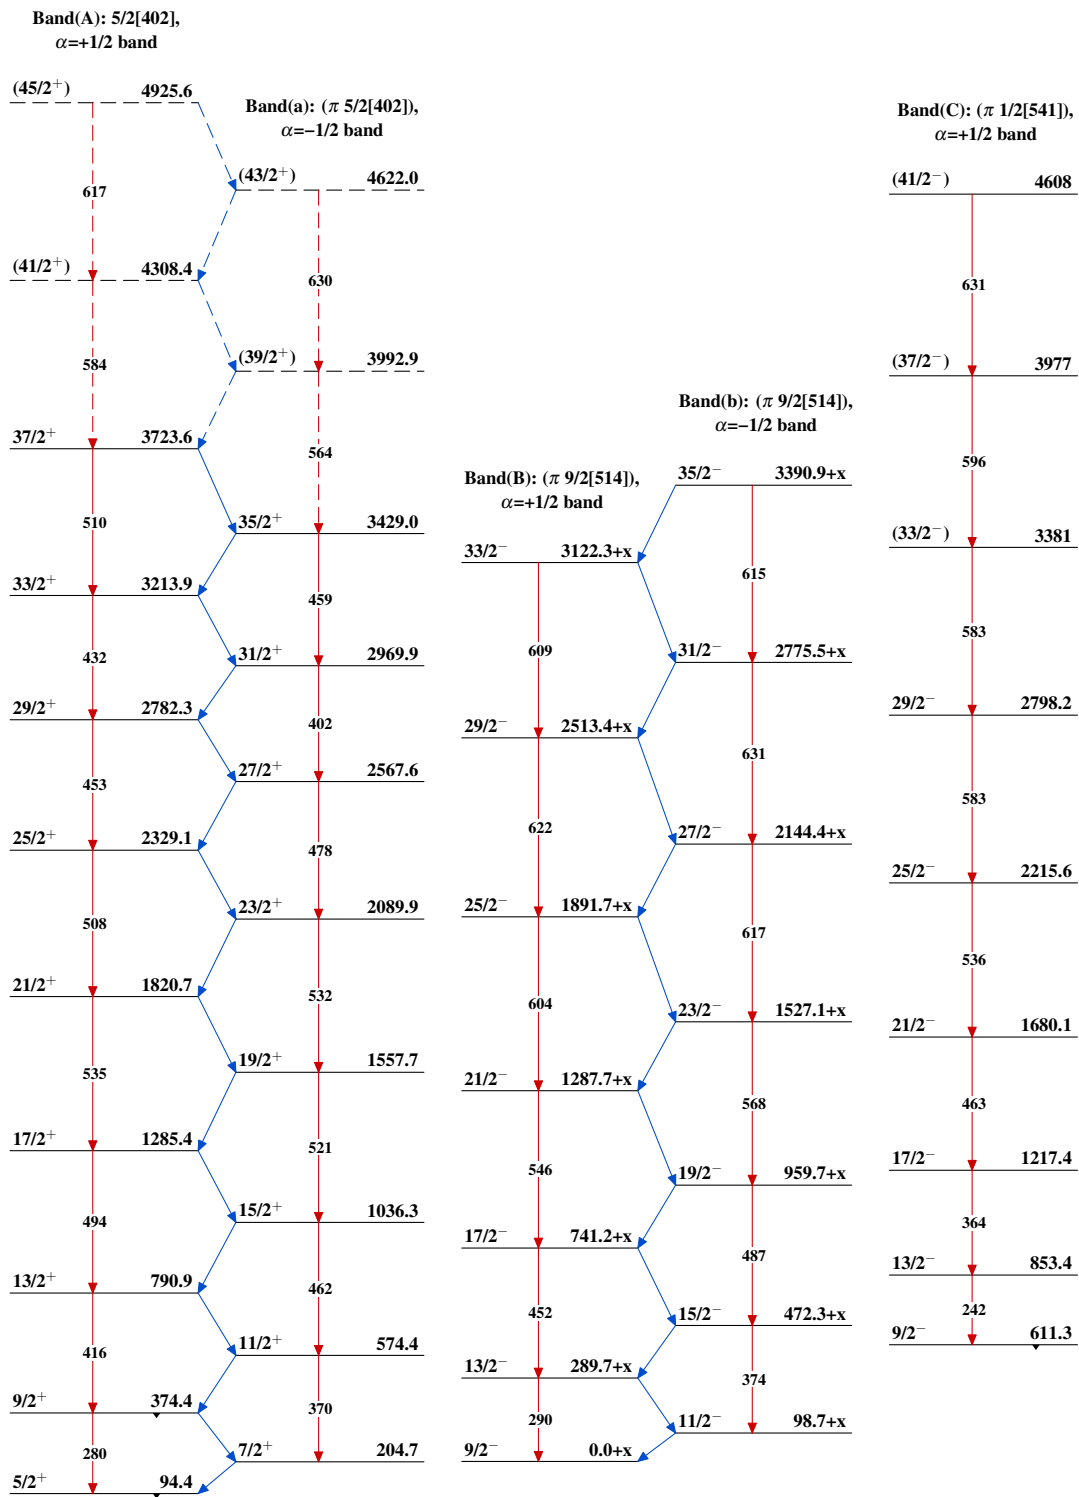 Band(A): 5/2[402],
α=+1/2 band
(45/2⁺) 4925.6
617
(41/2⁺) 4308.4
584
37/2⁺ 3723.6
510
33/2⁺ 3213.9
432
29/2⁺ 2782.3
453
25/2⁺ 2329.1
508
21/2⁺ 1820.7
535
17/2⁺ 1285.4
494
13/2⁺ 790.9
416
9/2⁺ 374.4
280
5/2⁺ 94.4
Band(a): (π 5/2[402]),
α=−1/2 band
(43/2⁺) 4622.0
630
(39/2⁺) 3992.9
564
35/2⁺ 3429.0
459
31/2⁺ 2969.9
402
27/2⁺ 2567.6
478
23/2⁺ 2089.9
532
19/2⁺ 1557.7
521
15/2⁺ 1036.3
462
11/2⁺ 574.4
370
7/2⁺ 204.7
Band(B): (π 9/2[514]),
α=+1/2 band
33/2⁻ 3122.3+x
609
29/2⁻ 2513.4+x
622
25/2⁻ 1891.7+x
604
21/2⁻ 1287.7+x
546
17/2⁻ 741.2+x
452
13/2⁻ 289.7+x
290
9/2⁻ 0.0+x
Band(b): (π 9/2[514]),
α=−1/2 band
35/2⁻ 3390.9+x
615
31/2⁻ 2775.5+x
631
27/2⁻ 2144.4+x
617
23/2⁻ 1527.1+x
568
19/2⁻ 959.7+x
487
15/2⁻ 472.3+x
374
11/2⁻ 98.7+x
Band(C): (π 1/2[541]),
α=+1/2 band
(41/2⁻) 4608
631
(37/2⁻) 3977
596
(33/2⁻) 3381
583
29/2⁻ 2798.2
583
25/2⁻ 2215.6
536
21/2⁻ 1680.1
463
17/2⁻ 1217.4
364
13/2⁻ 853.4
242
9/2⁻ 611.3